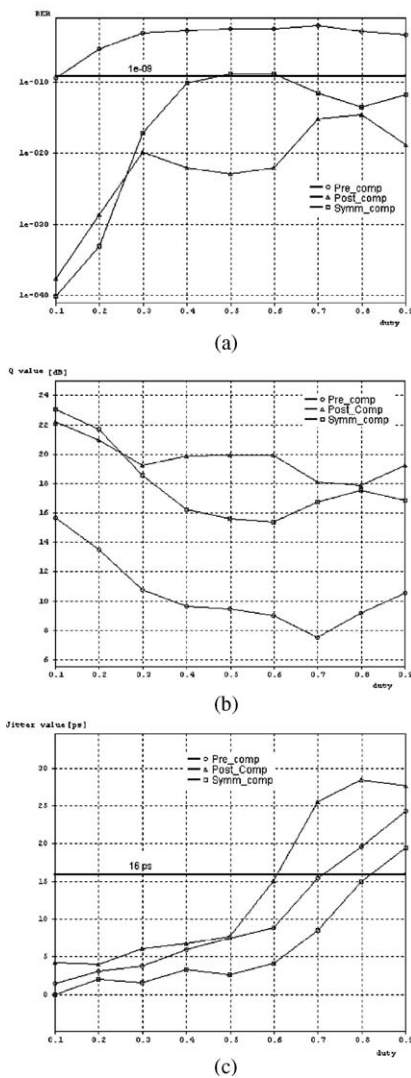 BER
1e-09
1e-010
1e-020
1e-030
1e-040
Pre_comp
Post_comp
Symm_comp
0.1 0.2 0.3 0.4 0.5 0.6 0.7 0.8 0.9
duty
(a)
Q value [dB]
24
22
20
18
16
14
12
10
8
6
Pre_comp
Post_Comp
Symm_comp
0.1 0.2 0.3 0.4 0.5 0.6 0.7 0.8 0.9
duty
(b)
Jitter value[ps]
30
25
20
15
10
5
0
Pre_comp
Post_Comp
Symm_comp
16 ps
0.1 0.2 0.3 0.4 0.5 0.6 0.7 0.8 0.9
duty
(c)